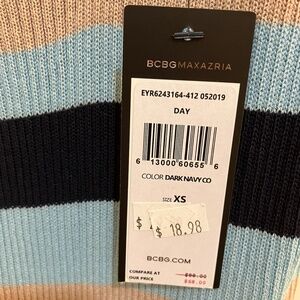 BCBGMAXAZRIA
EYR6243164-412 052019
DAY
6 13000 60655 6
COLOR DARK NAVY CO
SIZE XS
$ $ 18.98
BCBG.COM
COMPARE AT
OUR PRICE
$58.00